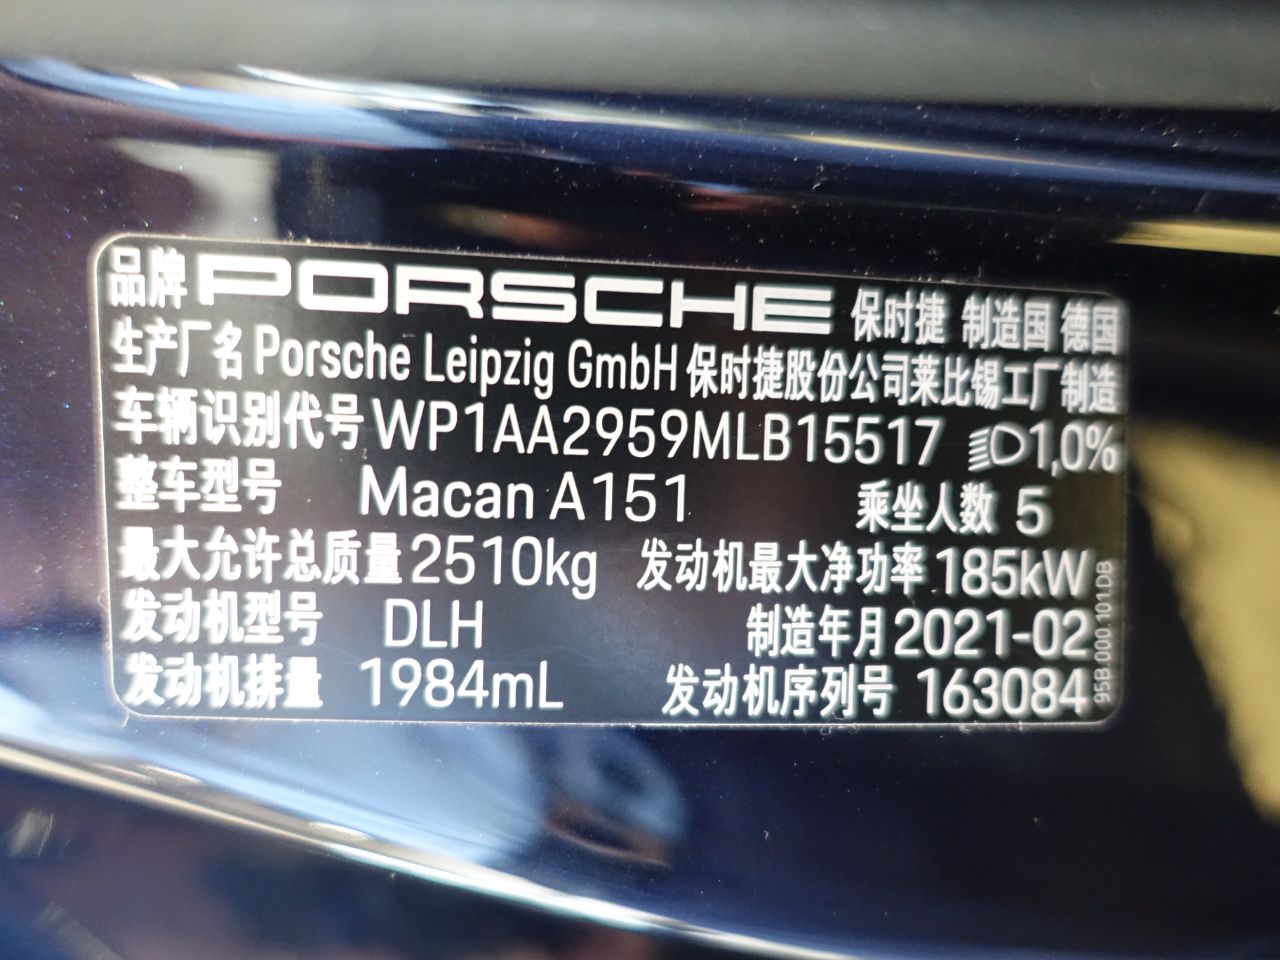 品牌 PORSCHE 保时捷 制造国 德国
生产厂名 Porsche Leipzig GmbH 保时捷股份公司莱比锡工厂制造
车辆识别代号 WP1AA2959MLB15517 1,0%
整车型号 Macan A151 乘坐人数 5
最大允许总质量 2510kg 发动机最大净功率 185kW
发动机型号 DLH 制造年月 2021-02
发动机排量 1984mL 发动机序列号 163084
95B.000.101.DB